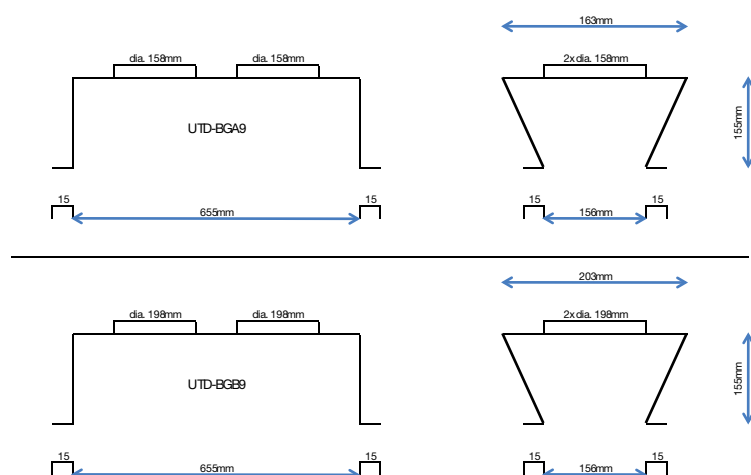 163mm
dia. 158mm dia. 158mm 2x dia. 158mm
UTD-BGA9
155mm
15 15 15 15
655mm 156mm
203mm
dia. 198mm dia. 198mm 2x dia. 198mm
UTD-BGB9
155mm
15 15 15 15
655mm 156mm